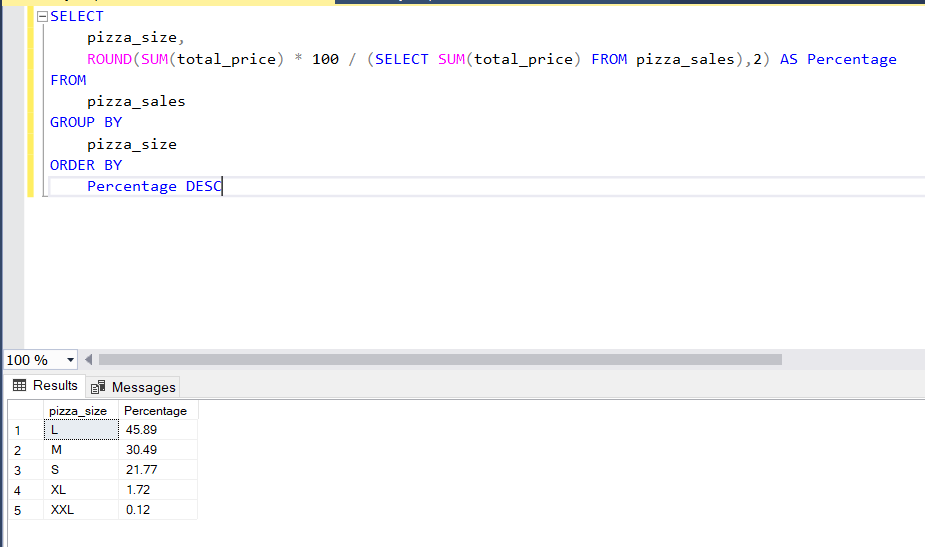 SELECT
pizza_size,
ROUND(SUM(total_price) * 100 / (SELECT SUM(total_price) FROM pizza_sales),2) AS Percentage
FROM
pizza_sales
GROUP BY
pizza_size
ORDER BY
Percentage DESC
100 %
Results Messages
pizza_size Percentage
1 L 45.89
2 M 30.49
3 S 21.77
4 XL 1.72
5 XXL 0.12